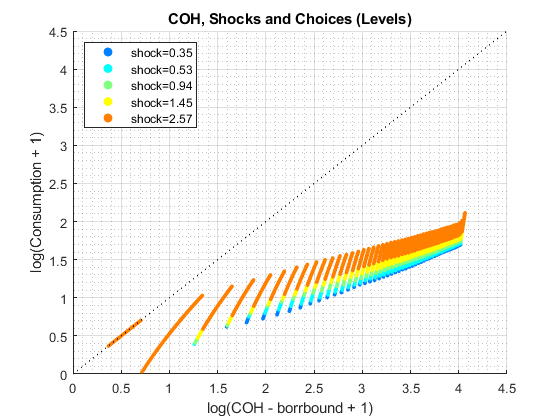 COH, Shocks and Choices (Levels)
4.5
4
3.5
3
2.5
2
1.5
1
0.5
0
log(Consumption + 1)
shock=0.35
shock=0.53
shock=0.94
shock=1.45
shock=2.57
0 0.5 1 1.5 2 2.5 3 3.5 4 4.5
log(COH - borrbound + 1)